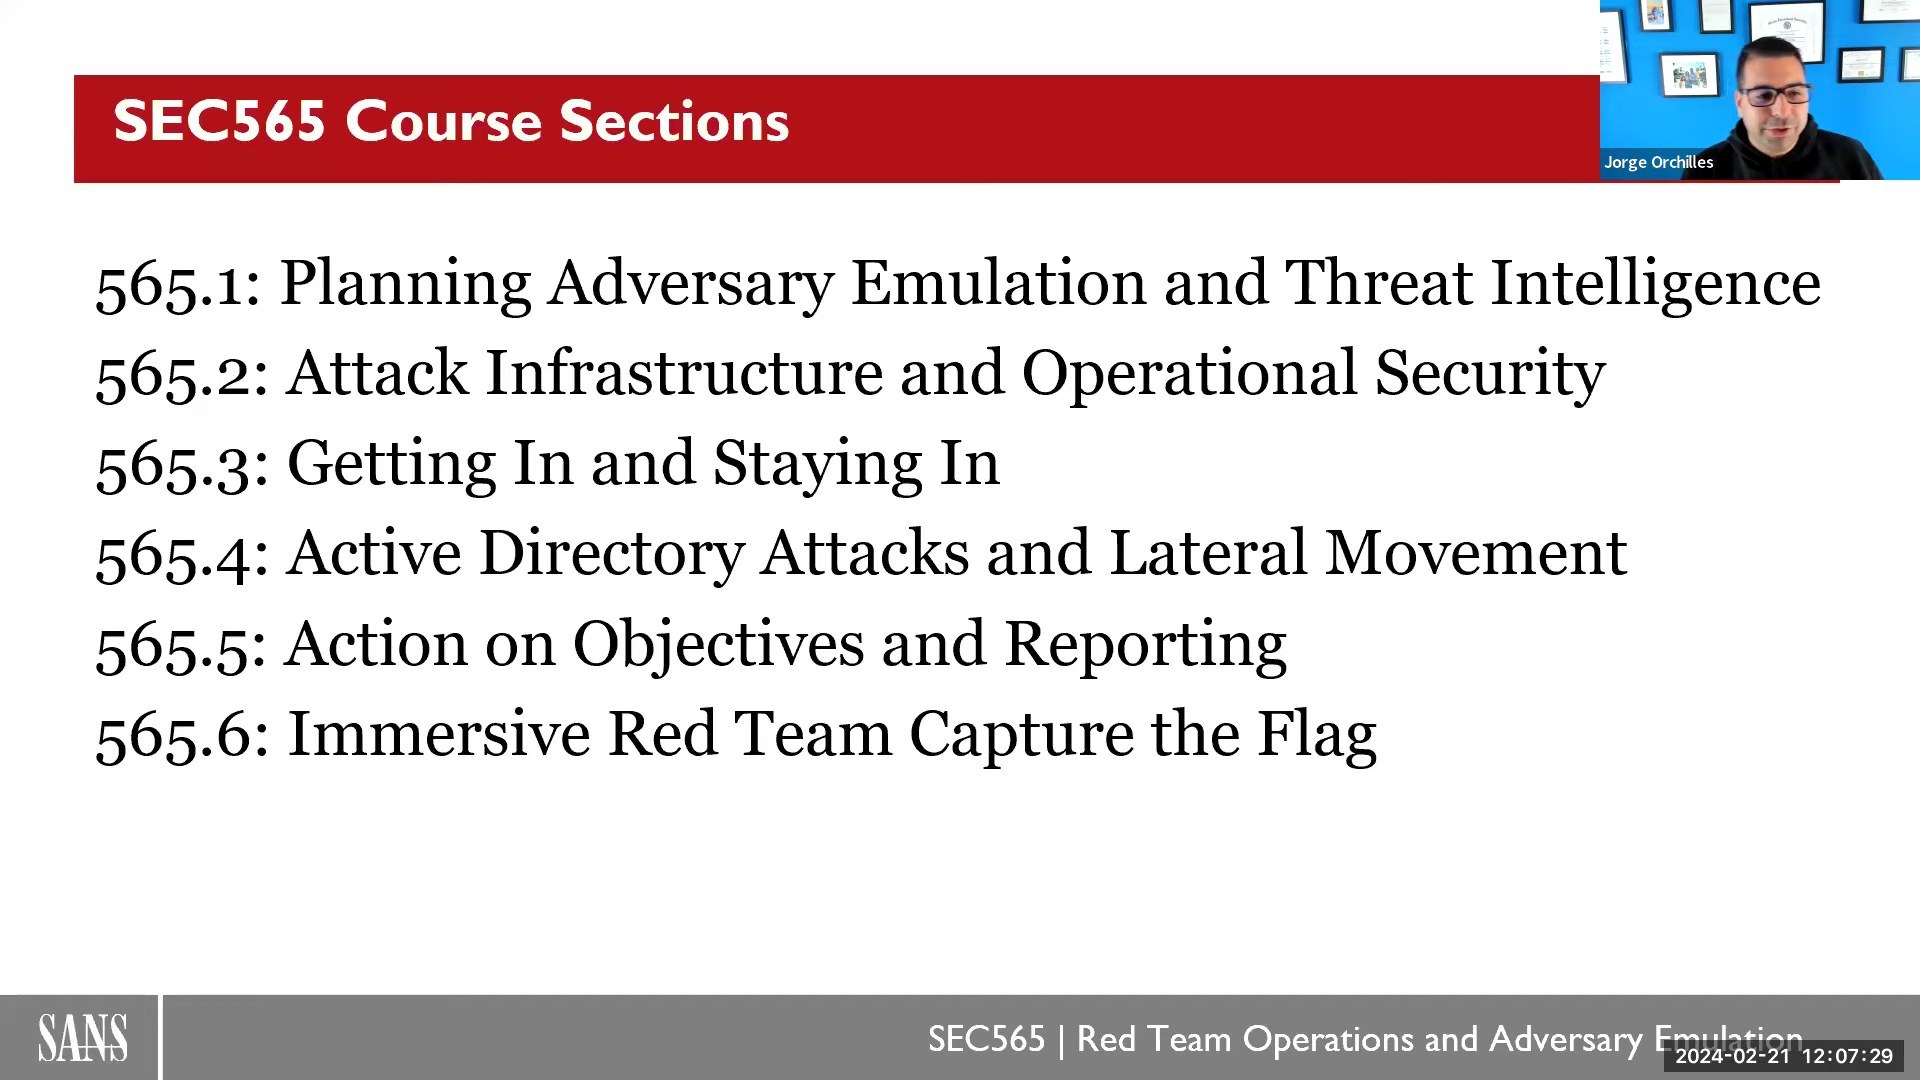 SEC565 Course Sections
Jorge Orchilles
565.1: Planning Adversary Emulation and Threat Intelligence
565.2: Attack Infrastructure and Operational Security
565.3: Getting In and Staying In
565.4: Active Directory Attacks and Lateral Movement
565.5: Action on Objectives and Reporting
565.6: Immersive Red Team Capture the Flag
SANS
SEC565 | Red Team Operations and Adversary Emulation
2024-02-21 12:07:29